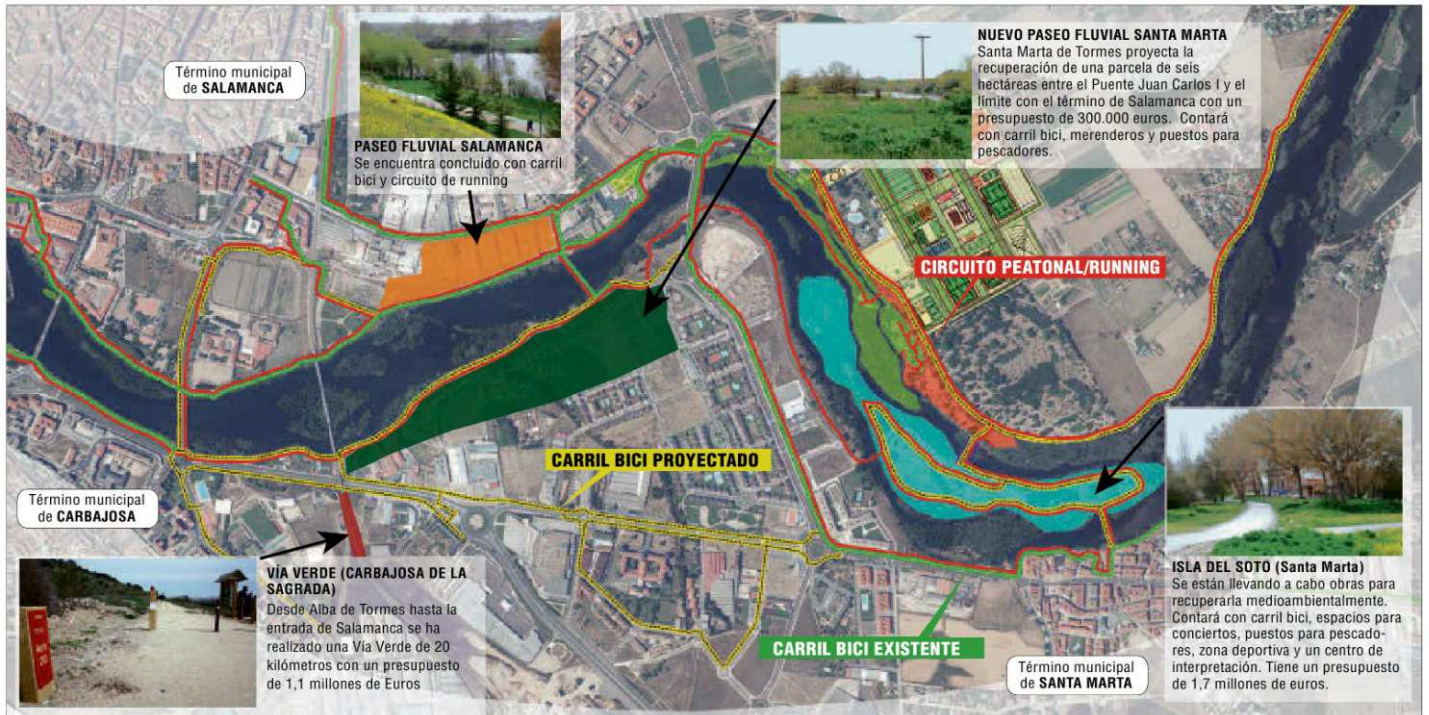 Término municipal
de SALAMANCA
PASEO FLUVIAL SALAMANCA
Se encuentra concluido con carril
bici y circuito de running
NUEVO PASEO FLUVIAL SANTA MARTA
Santa Marta de Tormes proyecta la
recuperación de una parcela de seis
hectáreas entre el Puente Juan Carlos I y el
límite con el término de Salamanca con un
presupuesto de 300.000 euros. Contará
con carril bici, merenderos y puestos para
pescadores.
CIRCUITO PEATONAL/RUNNING
CARRIL BICI PROYECTADO
Término municipal
de CARBAJOSA
VÍA VERDE (CARBAJOSA DE LA
SAGRADA)
Desde Alba de Tormes hasta la
entrada de Salamanca se ha
realizado una Vía Verde de 20
kilómetros con un presupuesto
de 1,1 millones de Euros
CARRIL BICI EXISTENTE
Término municipal
de SANTA MARTA
ISLA DEL SOTO (Santa Marta)
Se están llevando a cabo obras para
recuperarla medioambientalmente.
Contará con carril bici, espacios para
conciertos, puestos para pescado-
res, zona deportiva y un centro de
interpretación. Tiene un presupuesto
de 1,7 millones de euros.